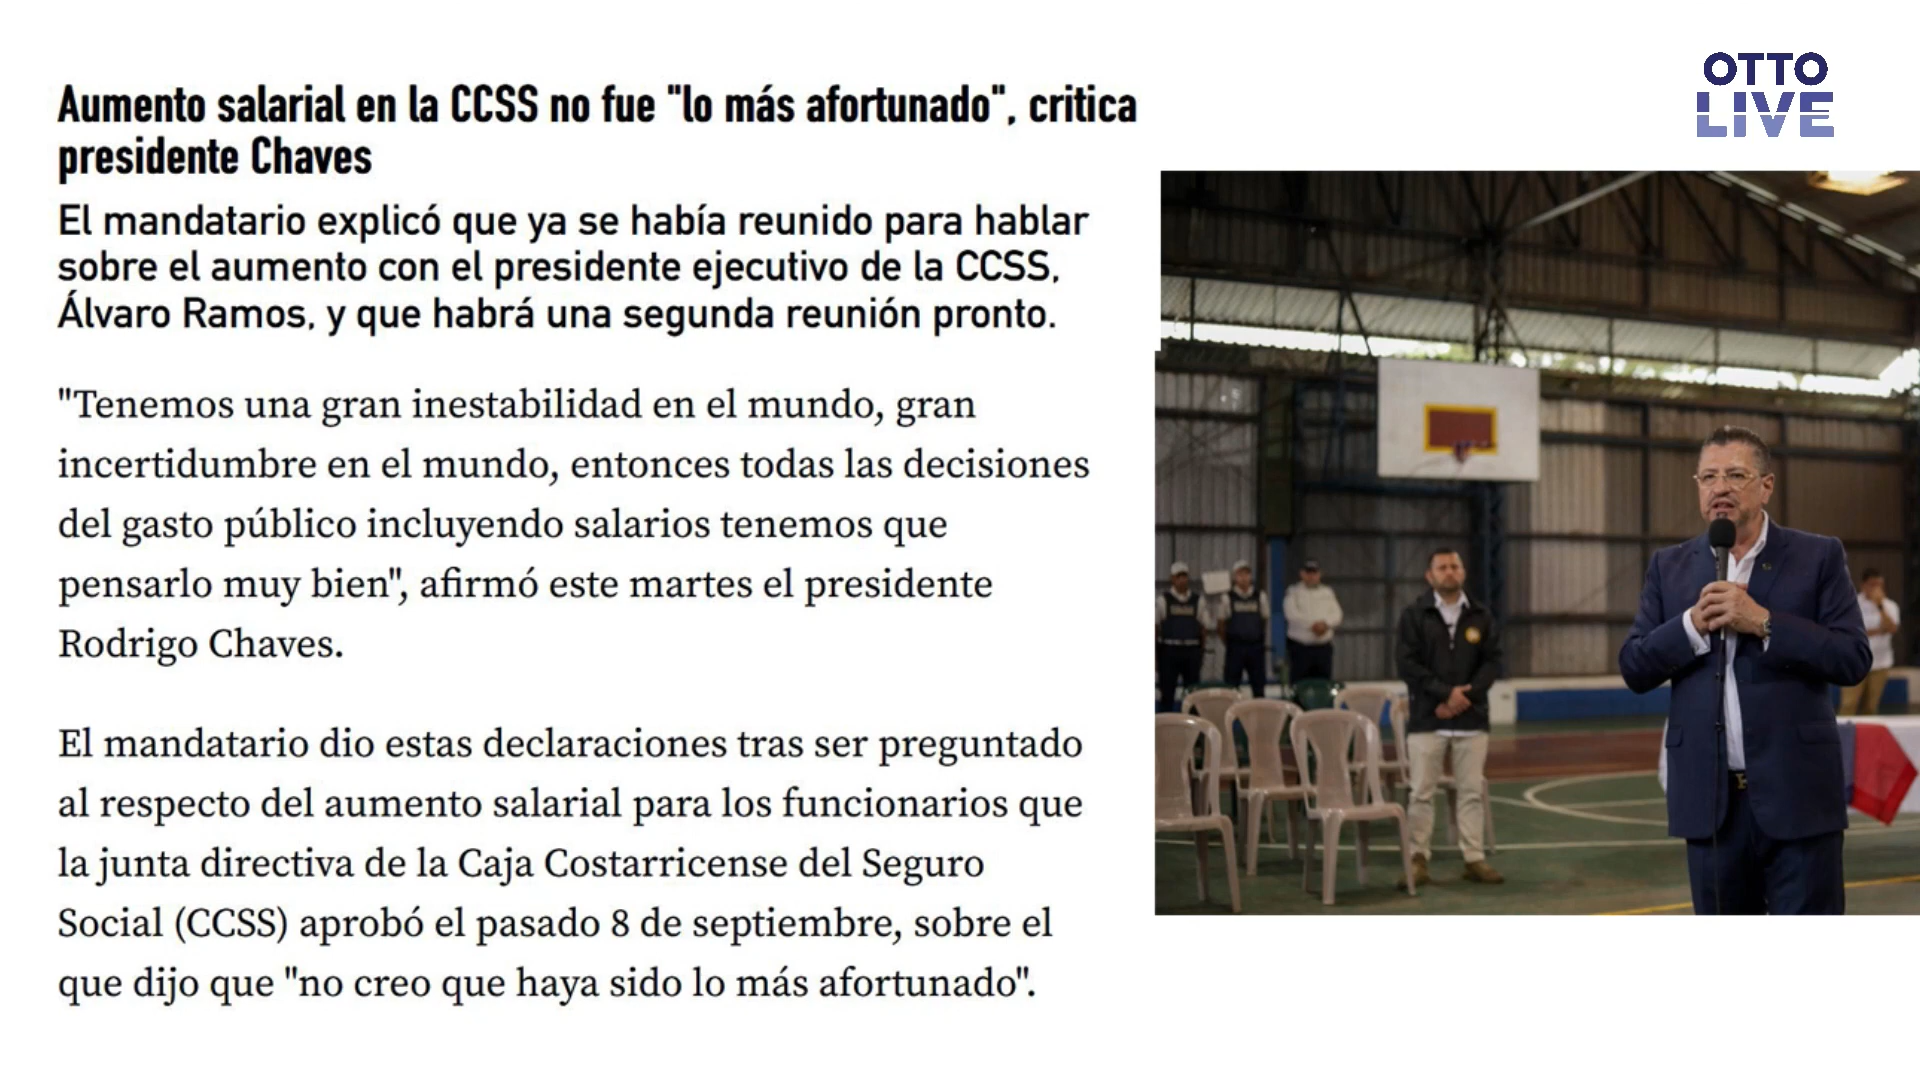 OTTO
LIVE
Aumento salarial en la CCSS no fue "lo más afortunado", critica
presidente Chaves
El mandatario explicó que ya se había reunido para hablar
sobre el aumento con el presidente ejecutivo de la CCSS,
Álvaro Ramos, y que habrá una segunda reunión pronto.
"Tenemos una gran inestabilidad en el mundo, gran
incertidumbre en el mundo, entonces todas las decisiones
del gasto público incluyendo salarios tenemos que
pensarlo muy bien", afirmó este martes el presidente
Rodrigo Chaves.
El mandatario dio estas declaraciones tras ser preguntado
al respecto del aumento salarial para los funcionarios que
la junta directiva de la Caja Costarricense del Seguro
Social (CCSS) aprobó el pasado 8 de septiembre, sobre el
que dijo que "no creo que haya sido lo más afortunado".